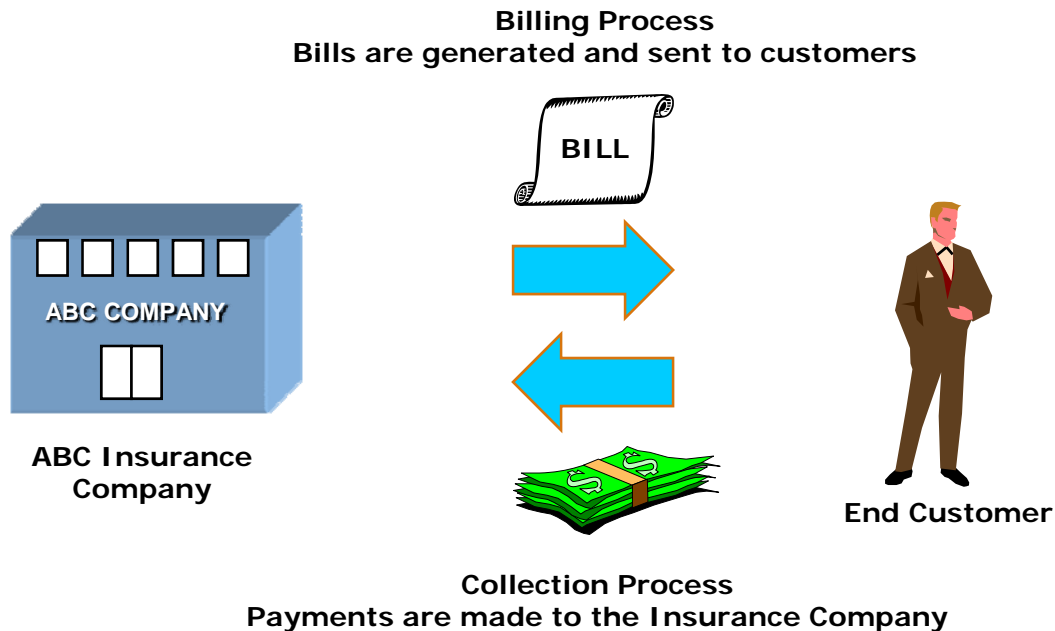 Billing Process
Bills are generated and sent to customers
BILL
ABC COMPANY
ABC Insurance
Company
$ $
End Customer
Collection Process
Payments are made to the Insurance Company